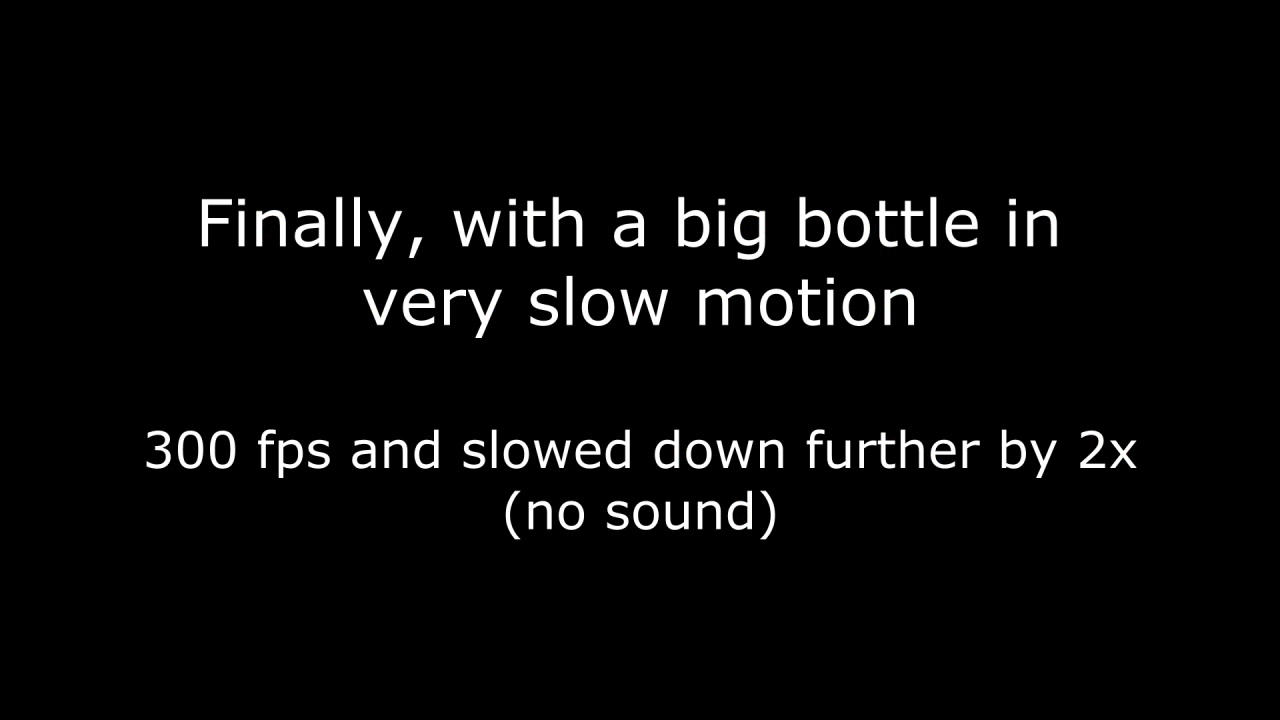 Finally, with a big bottle in
very slow motion
300 fps and slowed down further by 2x
(no sound)